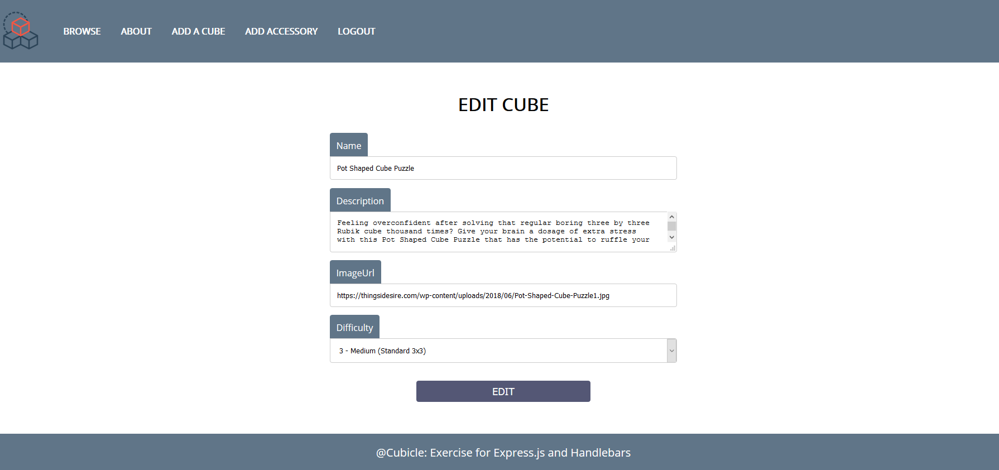 BROWSE ABOUT ADD A CUBE ADD ACCESSORY LOGOUT
EDIT CUBE
Name
Pot Shaped Cube Puzzle
Description
Feeling overconfident after solving that regular boring three by three
Rubik cube thousand times? Give your brain a dosage of extra stress
with this Pot Shaped Cube Puzzle that has the potential to ruffle your
ImageUrl
https://thingsidesire.com/wp-content/uploads/2018/06/Pot-Shaped-Cube-Puzzle1.jpg
Difficulty
3 - Medium (Standard 3x3)
EDIT
@Cubicle: Exercise for Express.js and Handlebars